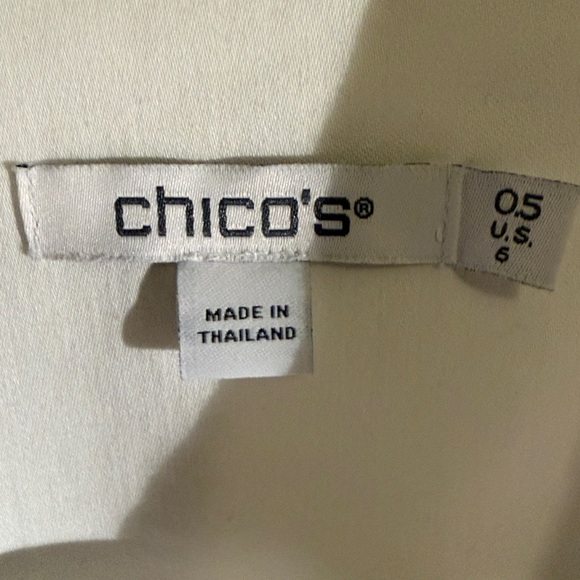 chico's®
0.5
U.S.
6
MADE IN
THAILAND